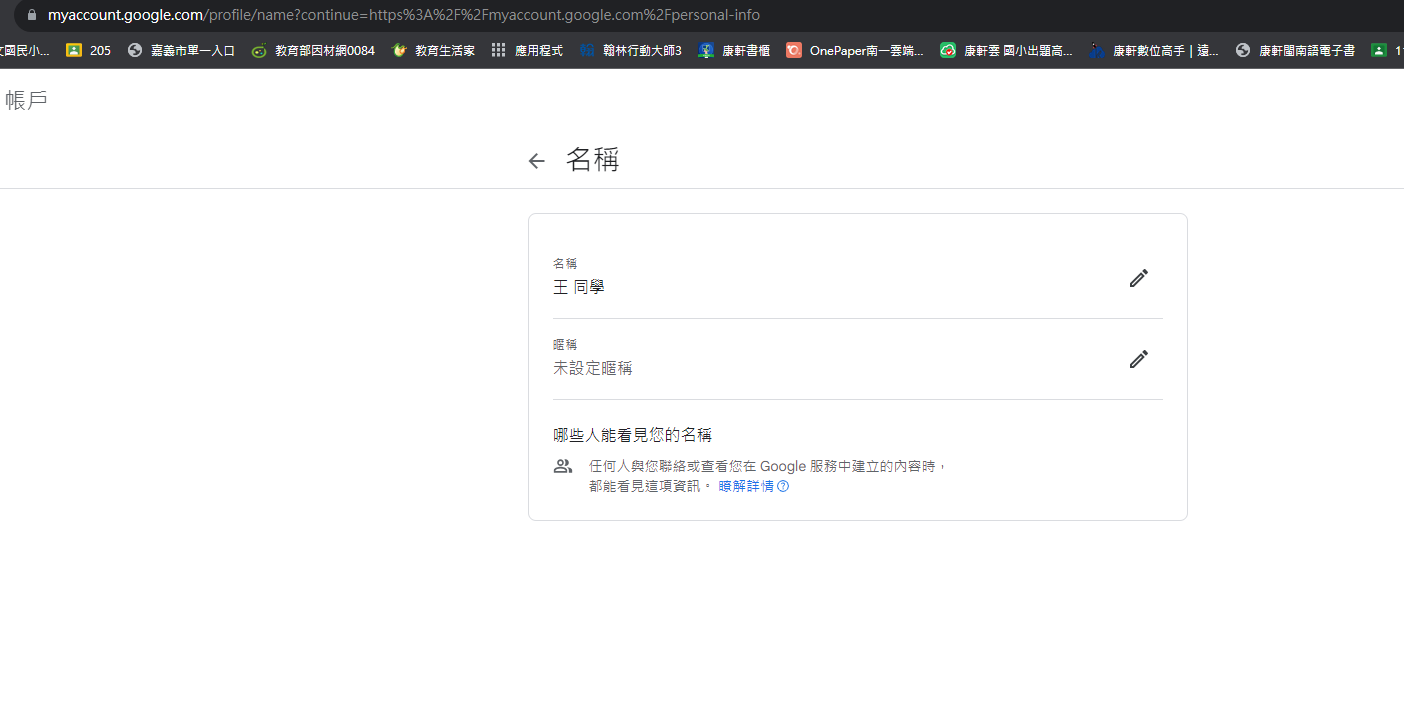 myaccount.google.com/profile/name?continue=https%3A%2F%2Fmyaccount.google.com%2Fpersonal-info
國民小... 205 嘉義市單一入口 教育部因材網0084 教育生活家 應用程式 翰林行動大師3 康軒書櫃 OnePaper南一雲端... 康軒雲 國小出題高... 康軒數位高手 | 遠... 康軒閩南語電子書
帳戶
名稱
名稱
王 同學
暱稱
未設定暱稱
哪些人能看見您的名稱
任何人與您聯絡或查看您在 Google 服務中建立的內容時，
都能看見這項資訊。 瞭解詳情